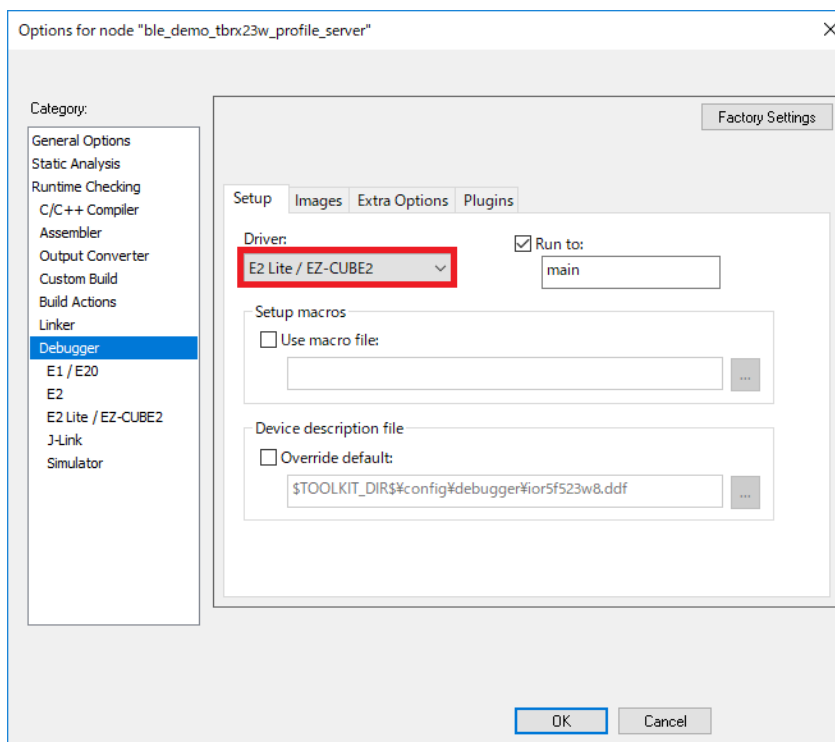 Options for node "ble_demo_tbrx23w_profile_server"
Category:
Factory Settings
General Options
Static Analysis
Runtime Checking
C/C++ Compiler
Assembler
Output Converter
Custom Build
Build Actions
Linker
Debugger
E1 / E20
E2
E2 Lite / EZ-CUBE2
J-Link
Simulator
Setup
Images
Extra Options
Plugins
Driver:
E2 Lite / EZ-CUBE2
Run to:
main
Setup macros
Use macro file:
...
Device description file
Override default:
$TOOLKIT_DIR$¥config¥debugger¥ior5f523w8.ddf
...
OK
Cancel